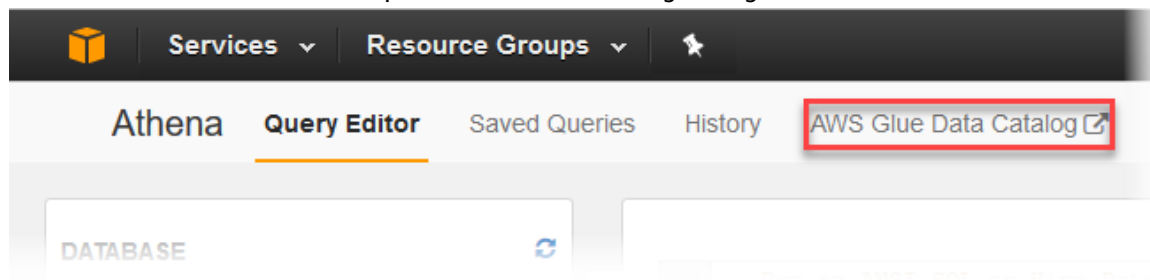 Services Resource Groups
Athena Query Editor Saved Queries History AWS Glue Data Catalog
DATABASE